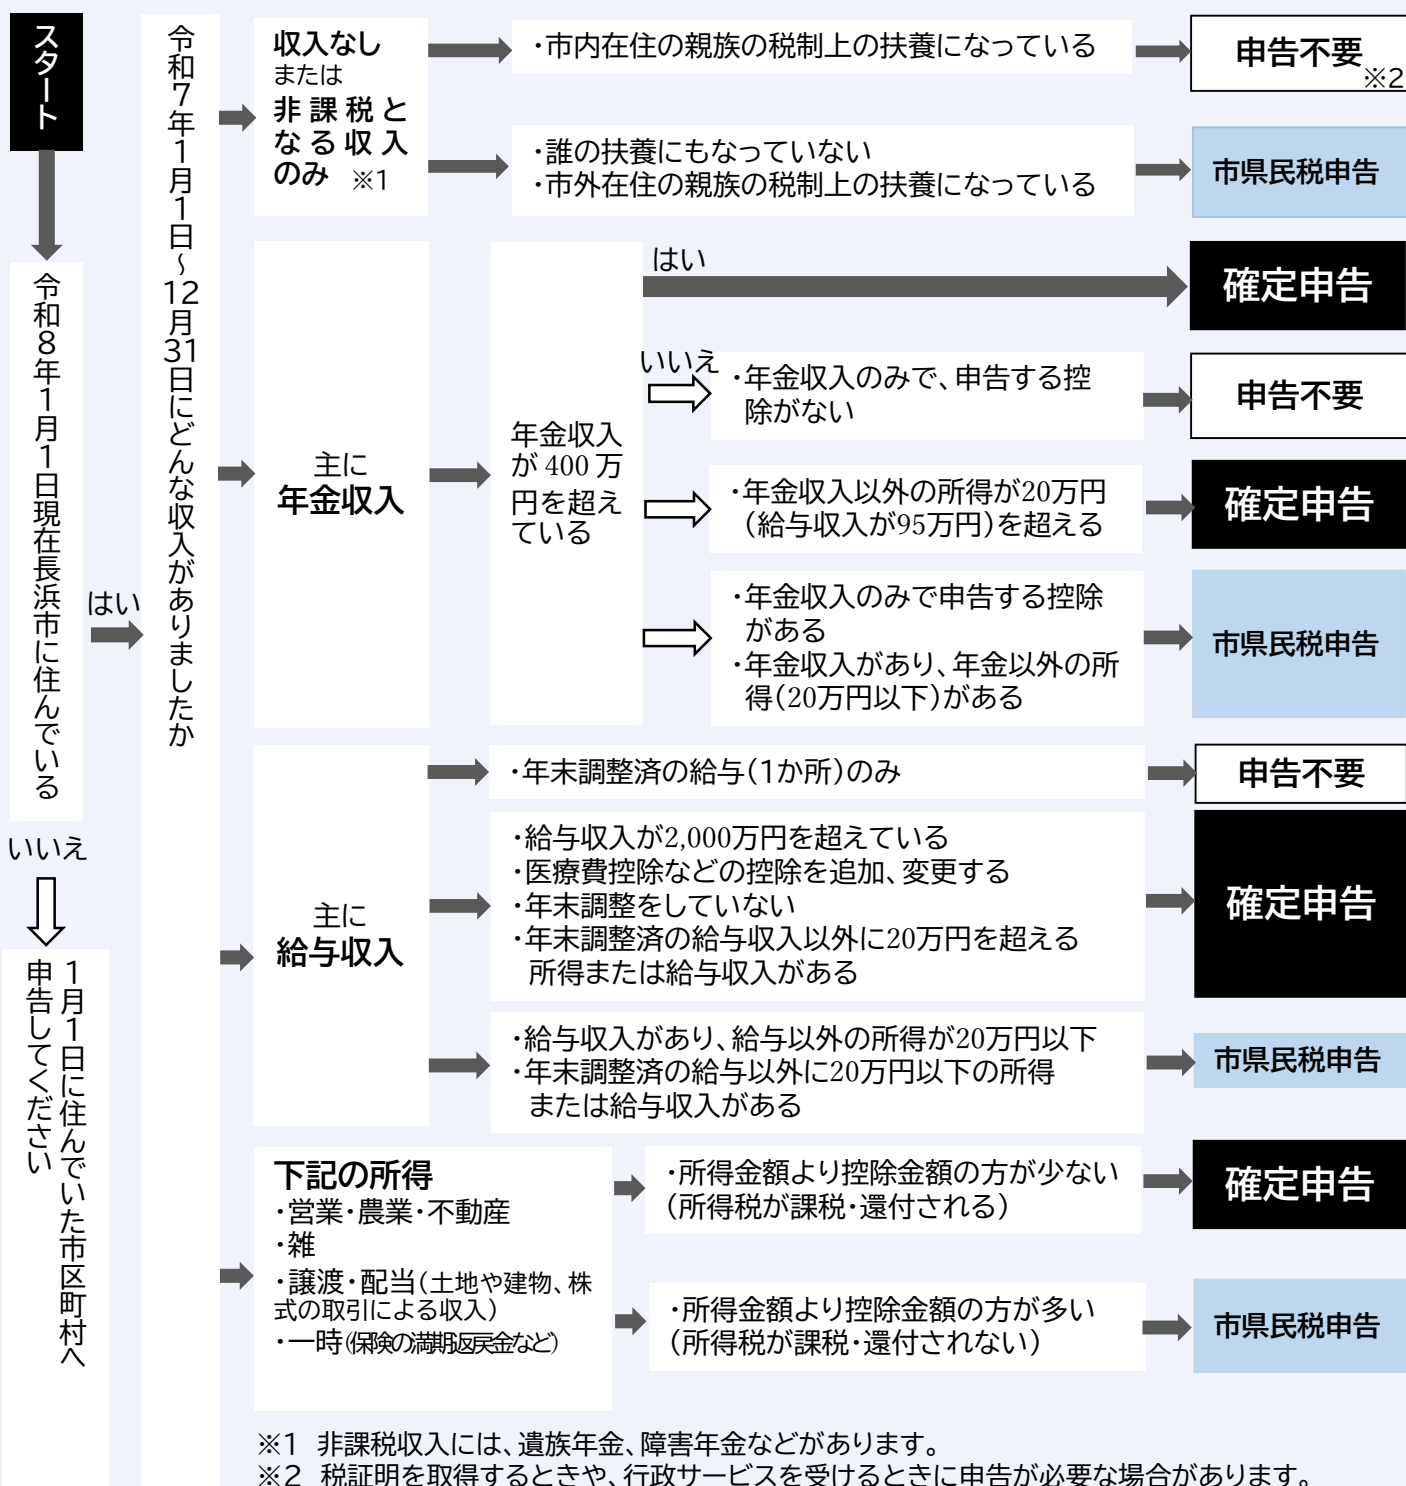 スタート
令和8年1月1日現在長浜市に住んでいる
はい
いいえ
1月1日に住んでいた市区町村へ
申告してください
令和7年1月1日~12月31日にどんな収入がありましたか
収入なし
または
非課税と
なる収入
のみ ※1
・市内在住の親族の税制上の扶養になっている
申告不要
※2
・誰の扶養にもなっていない
・市外在住の親族の税制上の扶養になっている
市県民税申告
主に
年金収入
年金収入
が 400 万
円を超え
ている
はい
確定申告
いいえ
・年金収入のみで、申告する控
除がない
申告不要
・年金収入以外の所得が20万円
(給与収入が95万円)を超える
確定申告
・年金収入のみで申告する控除
がある
・年金収入があり、年金以外の所
得(20万円以下)がある
市県民税申告
主に
給与収入
・年末調整済の給与(1か所)のみ
申告不要
・給与収入が2,000万円を超えている
・医療費控除などの控除を追加、変更する
・年末調整をしていない
・年末調整済の給与収入以外に20万円を超える
所得または給与収入がある
確定申告
・給与収入があり、給与以外の所得が20万円以下
・年末調整済の給与以外に20万円以下の所得
または給与収入がある
市県民税申告
下記の所得
・営業・農業・不動産
・雑
・譲渡・配当(土地や建物、株
式の取引による収入)
・一時(保険の満期返戻金など)
・所得金額より控除金額の方が少ない
(所得税が課税・還付される)
確定申告
・所得金額より控除金額の方が多い
(所得税が課税・還付されない)
市県民税申告
※1 非課税収入には、遺族年金、障害年金などがあります。
※2 税証明を取得するときや、行政サービスを受けるときに申告が必要な場合があります。